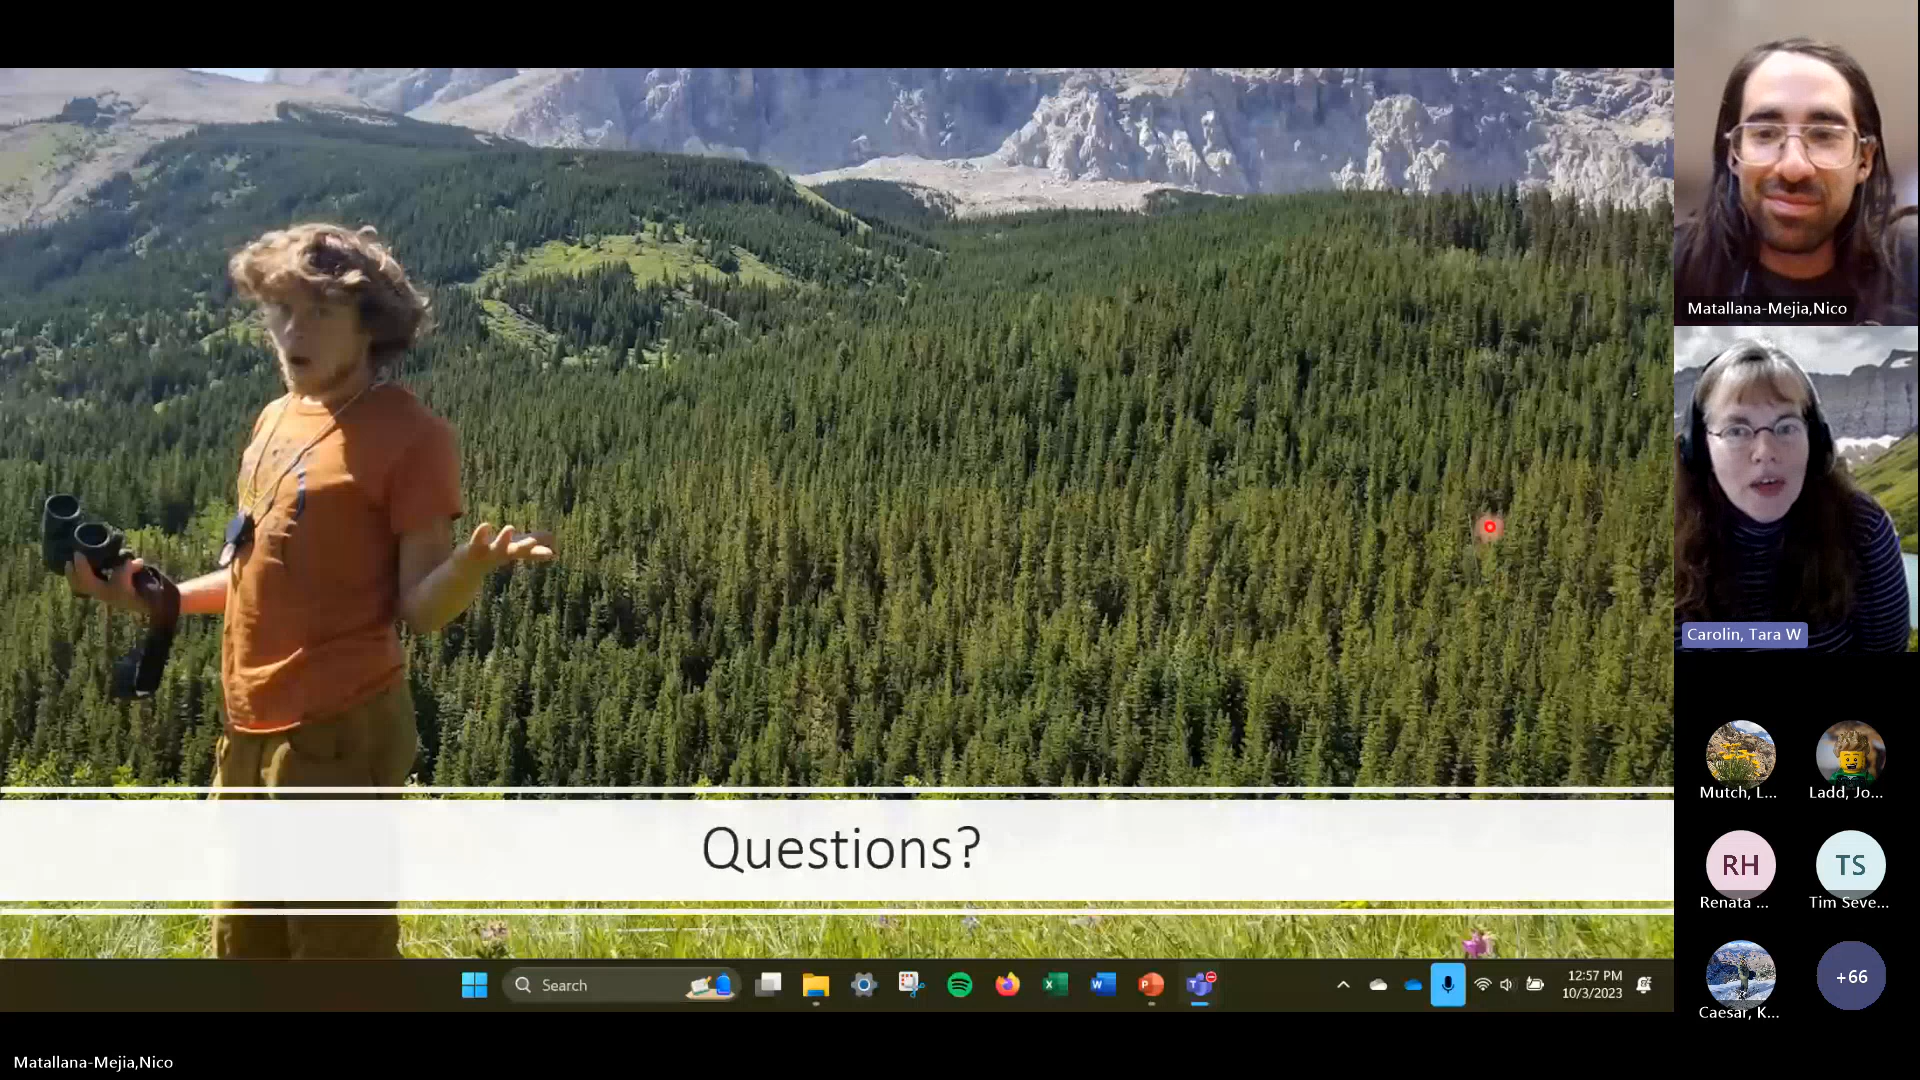 Questions?
Search
12:57 PM
10/3/2023
Matallana-Mejia,Nico
Matallana-Mejia,Nico
Carolin, Tara W
Mutch, L...
Ladd, Jo...
RH
Renata ...
TS
Tim Seve...
Caesar, K...
+66